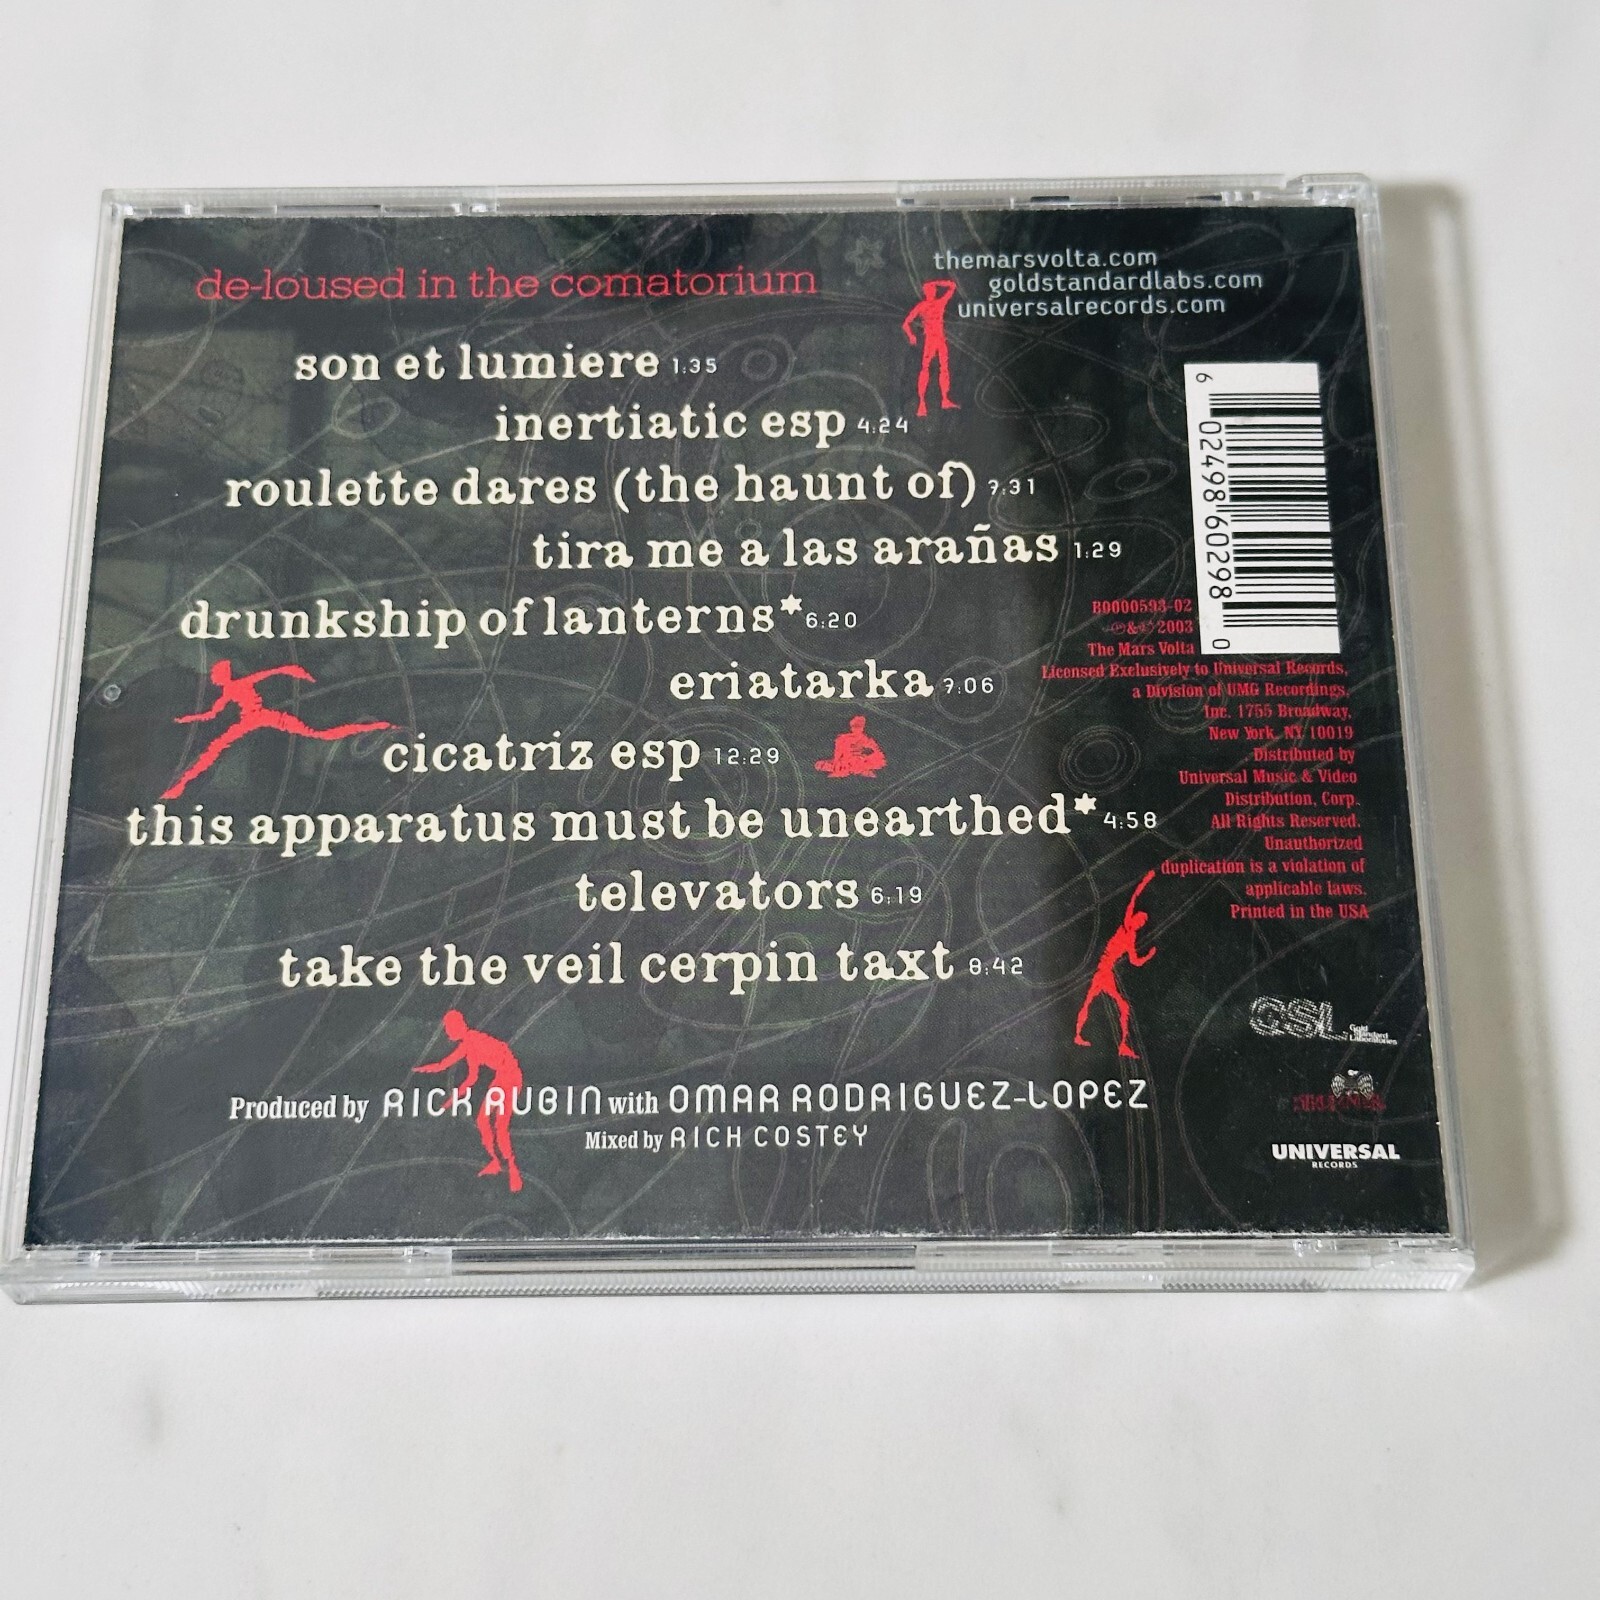 de-loused in the comatorium
themarsvolta.com
goldstandardlabs.com
universalrecords.com
son et lumiere 1:35
inertiatic esp 4:24
roulette dares (the haunt of) 7:31
tira me a las arañas 1:29
drunkship of lanterns* 6:20
eriatarka 7:06
cicatriz esp 12:29
this apparatus must be unearthed* 4:58
televators 6:19
take the veil cerpin taxt 8:42
Produced by RICK RUBIN with OMAR RODRIGUEZ-LOPEZ
Mixed by RICH COSTEY
6 02498 60298 0
B0000593-02
℗&© 2003
The Mars Volta
Licensed Exclusively to Universal Records,
a Division of UMG Recordings,
Inc. 1755 Broadway,
New York, NY 10019
Distributed by
Universal Music & Video
Distribution, Corp.
All Rights Reserved.
Unauthorized
duplication is a violation of
applicable laws.
Printed in the USA
GSL Gold
Standard
Laboratories
UNIVERSAL
RECORDS